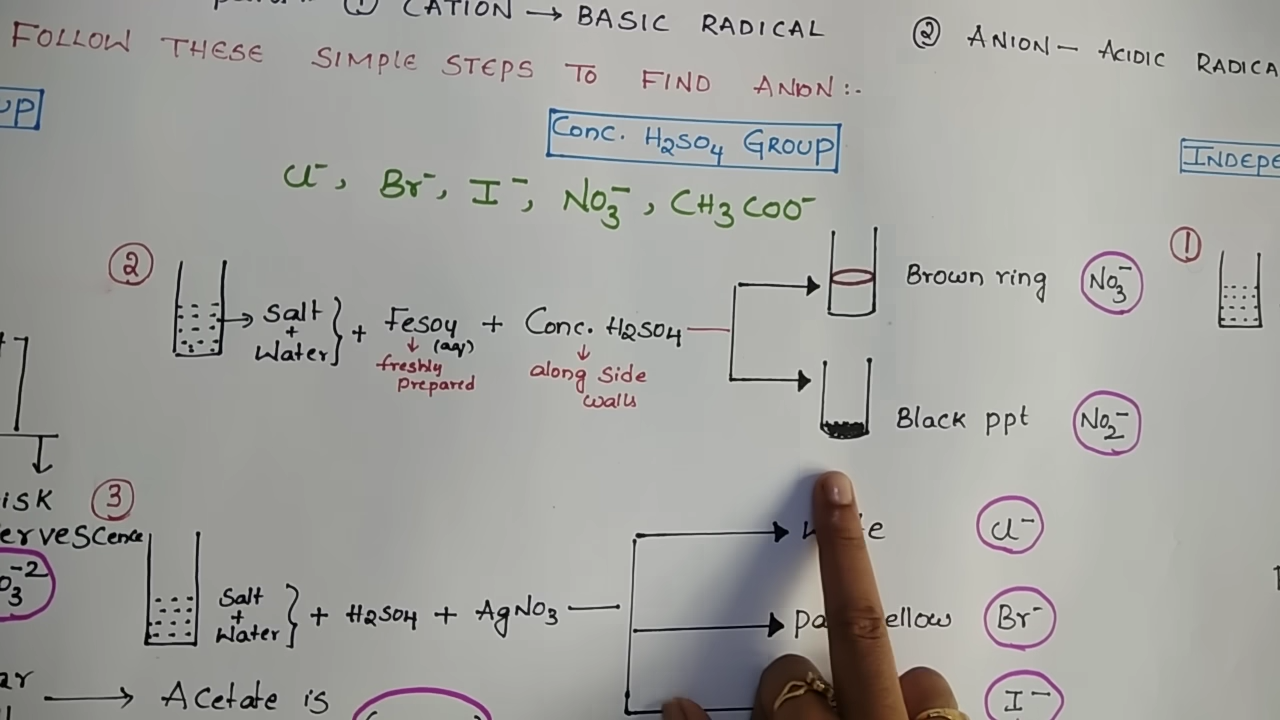 ① CATION → BASIC RADICAL
② ANION - ACIDIC RADICA
FOLLOW THESE SIMPLE STEPS TO FIND ANION:-
UP
Conc. H2SO4 GROUP
INDEPE
Cl⁻, Br⁻, I⁻, NO3⁻, CH3COO⁻
②
Salt
+
Water
+ FeSO4 (aq) + Conc. H2SO4
↓ freshly prepared
↓ along side walls
Brown ring NO3⁻
Black ppt NO2⁻
①
isk
ervescence
③
Salt
+
Water
+ H2SO4 + AgNO3
Cl⁻
Br⁻
I⁻
→ Acetate is